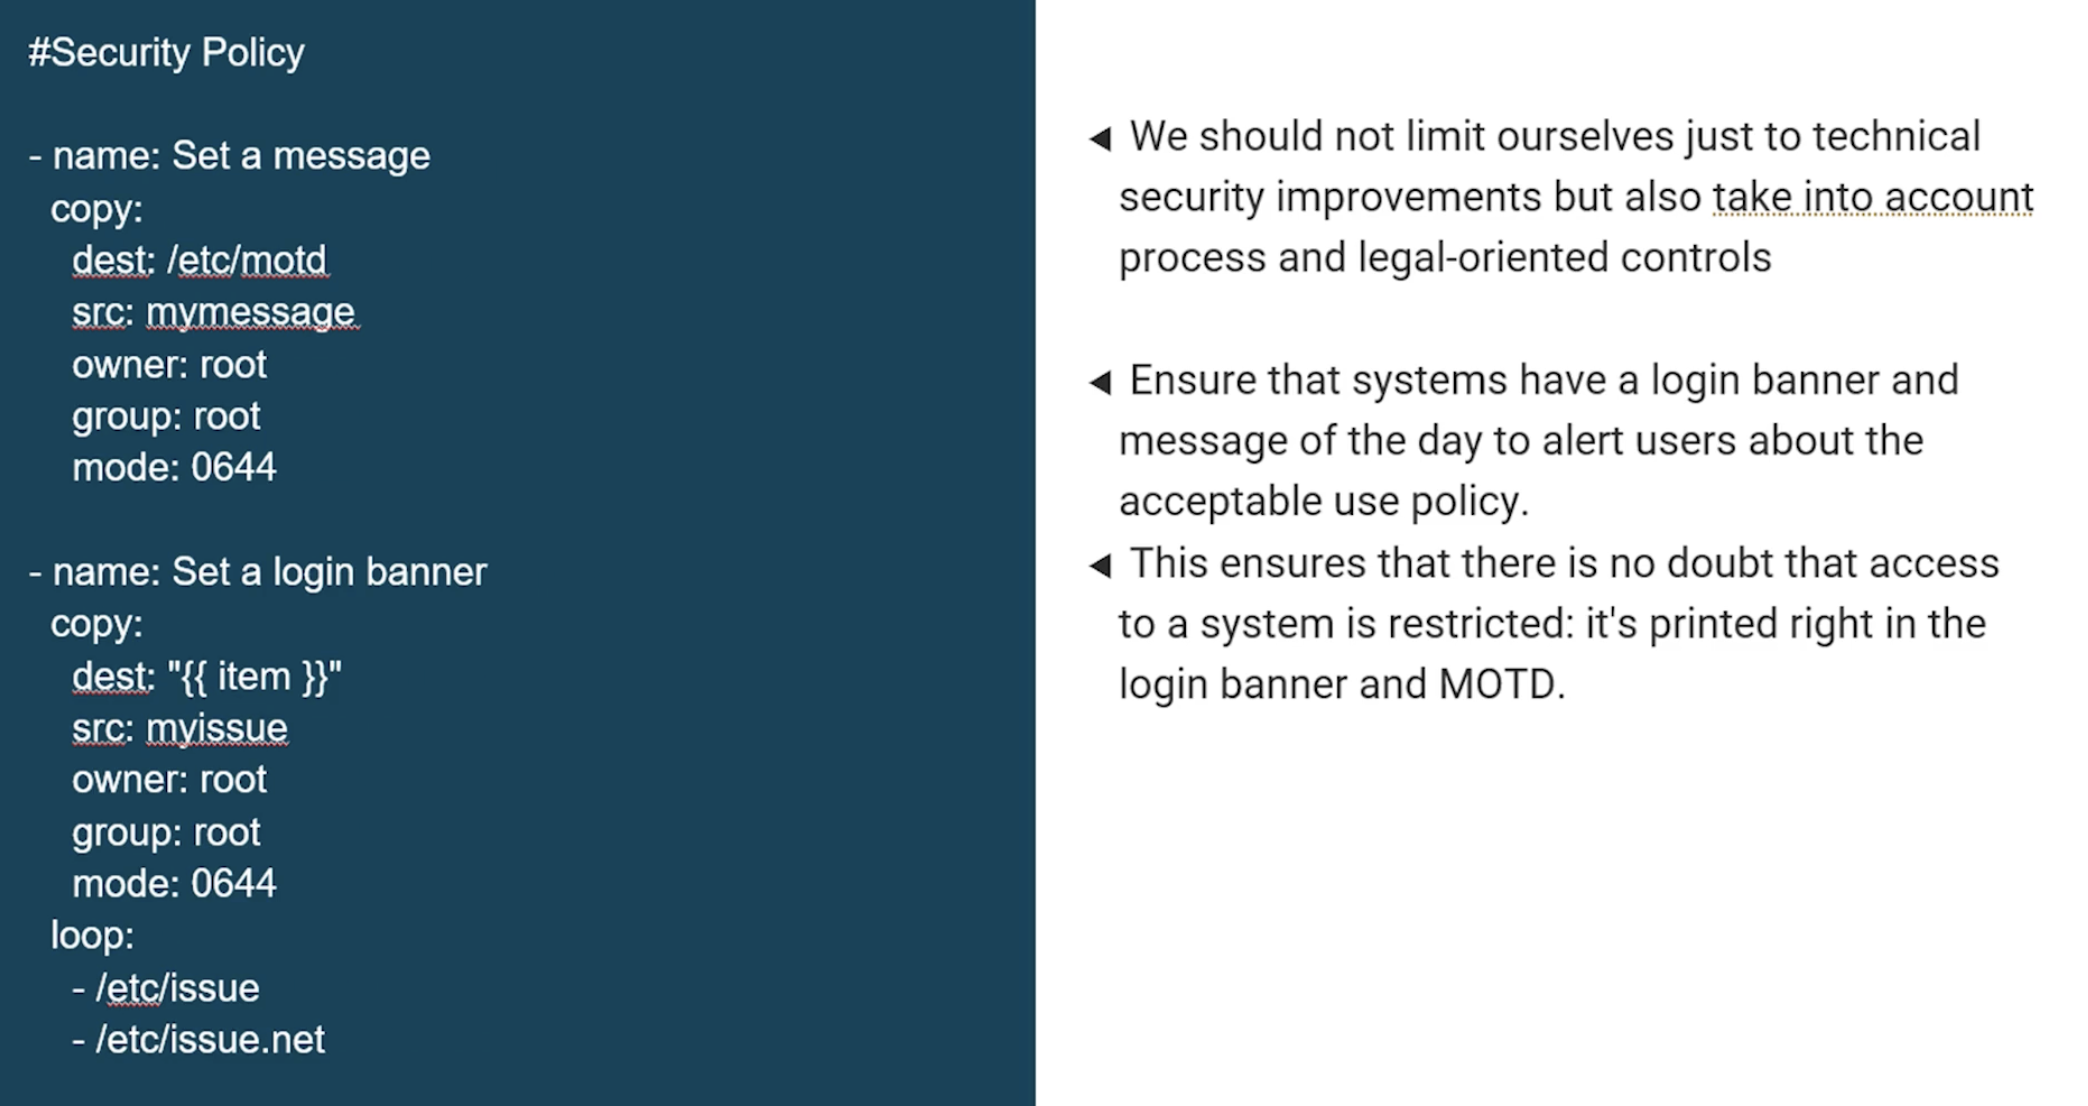 #Security Policy
- name: Set a message
copy:
dest: /etc/motd
src: mymessage
owner: root
group: root
mode: 0644
- name: Set a login banner
copy:
dest: "{{ item }}"
src: myissue
owner: root
group: root
mode: 0644
loop:
- /etc/issue
- /etc/issue.net
◄ We should not limit ourselves just to technical
security improvements but also take into account
process and legal-oriented controls
◄ Ensure that systems have a login banner and
message of the day to alert users about the
acceptable use policy.
◄ This ensures that there is no doubt that access
to a system is restricted: it's printed right in the
login banner and MOTD.